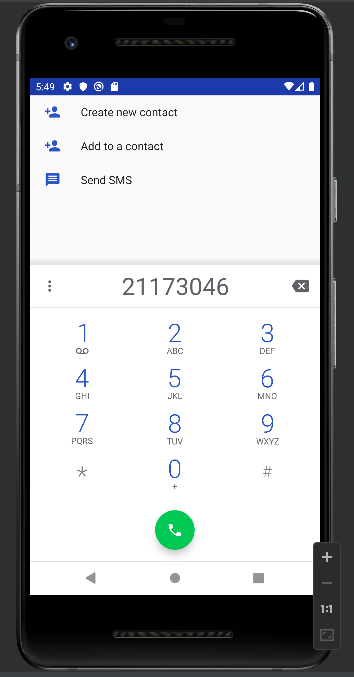 5:49
Create new contact
Add to a contact
Send SMS
21173046
1 2 3
ABC DEF
4 5 6
GHI JKL MNO
7 8 9
PQRS TUV WXYZ
* 0 #
+
1:1